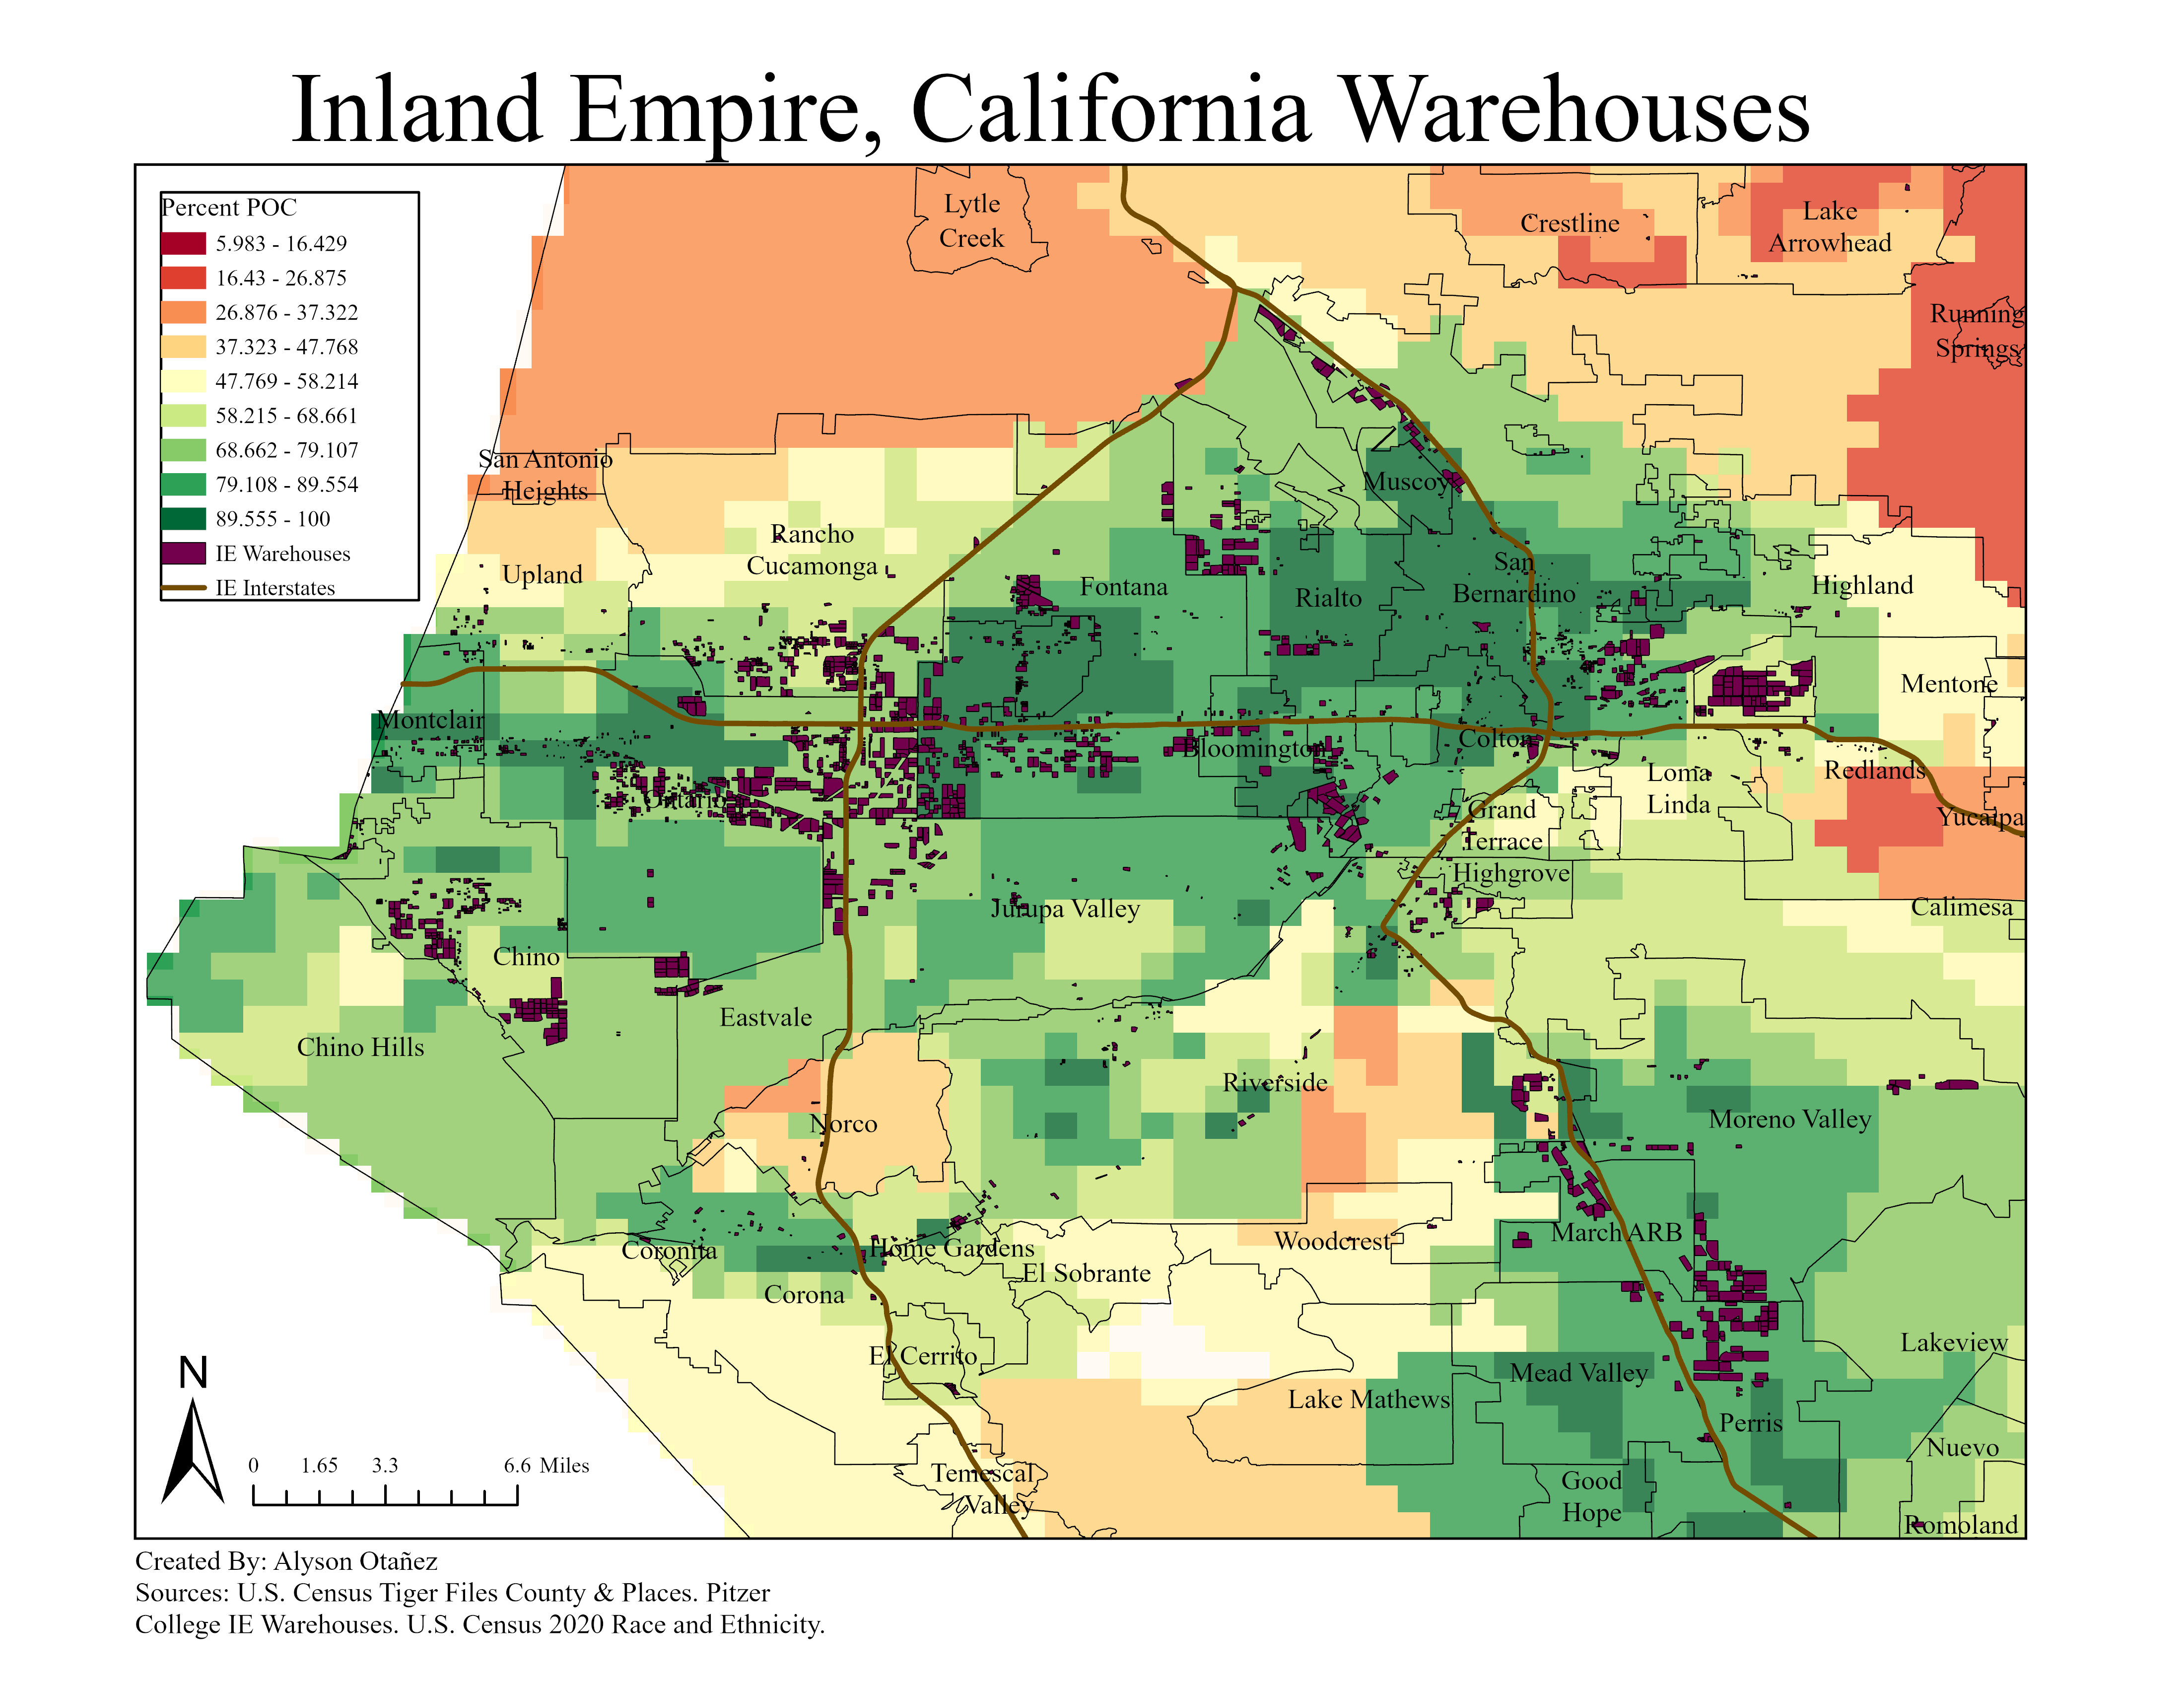 Inland Empire, California Warehouses
Percent POC
5.983 - 16.429
16.43 - 26.875
26.876 - 37.322
37.323 - 47.768
47.769 - 58.214
58.215 - 68.661
68.662 - 79.107
79.108 - 89.554
89.555 - 100
IE Warehouses
IE Interstates
Lytle
Creek
Crestline
Lake
Arrowhead
Running
Springs
San Antonio
Heights
Muscoy
Rancho
Cucamonga
Upland
Fontana
Rialto
San
Bernardino
Highland
Mentone
Montclair
Bloomington
Colton
Ontario
Loma
Linda
Redlands
Grand
Terrace
Yucaipa
Highgrove
Jurupa Valley
Calimesa
Chino
Eastvale
Chino Hills
Riverside
Norco
Moreno Valley
March ARB
Woodcrest
Coronita
Home Gardens
El Sobrante
Corona
El Cerrito
Lakeview
Mead Valley
Lake Mathews
Perris
Nuevo
Temescal
Valley
Good
Hope
Romoland
N
0 1.65 3.3 6.6 Miles
Created By: Alyson Otañez
Sources: U.S. Census Tiger Files County & Places. Pitzer
College IE Warehouses. U.S. Census 2020 Race and Ethnicity.